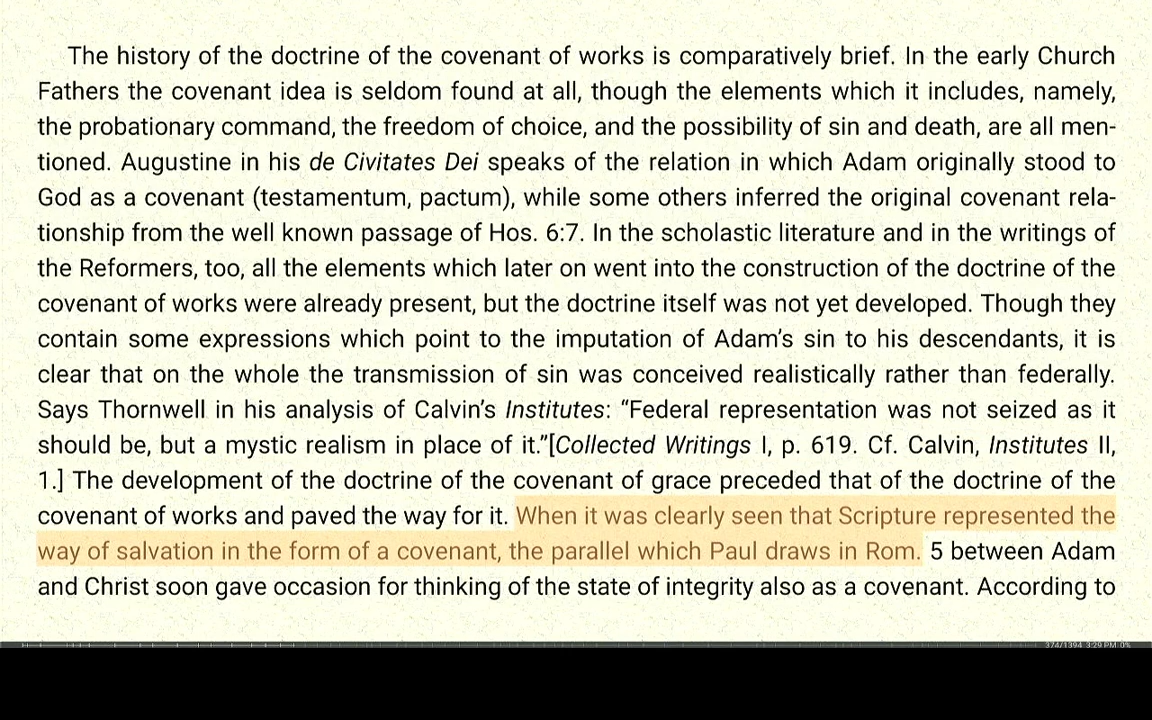 The history of the doctrine of the covenant of works is comparatively brief. In the early Church
Fathers the covenant idea is seldom found at all, though the elements which it includes, namely,
the probationary command, the freedom of choice, and the possibility of sin and death, are all men-
tioned. Augustine in his de Civitates Dei speaks of the relation in which Adam originally stood to
God as a covenant (testamentum, pactum), while some others inferred the original covenant rela-
tionship from the well known passage of Hos. 6:7. In the scholastic literature and in the writings of
the Reformers, too, all the elements which later on went into the construction of the doctrine of the
covenant of works were already present, but the doctrine itself was not yet developed. Though they
contain some expressions which point to the imputation of Adam’s sin to his descendants, it is
clear that on the whole the transmission of sin was conceived realistically rather than federally.
Says Thornwell in his analysis of Calvin’s Institutes: “Federal representation was not seized as it
should be, but a mystic realism in place of it.”[Collected Writings I, p. 619. Cf. Calvin, Institutes II,
1.] The development of the doctrine of the covenant of grace preceded that of the doctrine of the
covenant of works and paved the way for it. When it was clearly seen that Scripture represented the
way of salvation in the form of a covenant, the parallel which Paul draws in Rom. 5 between Adam
and Christ soon gave occasion for thinking of the state of integrity also as a covenant. According to
374/1394 3:29 PM 0%